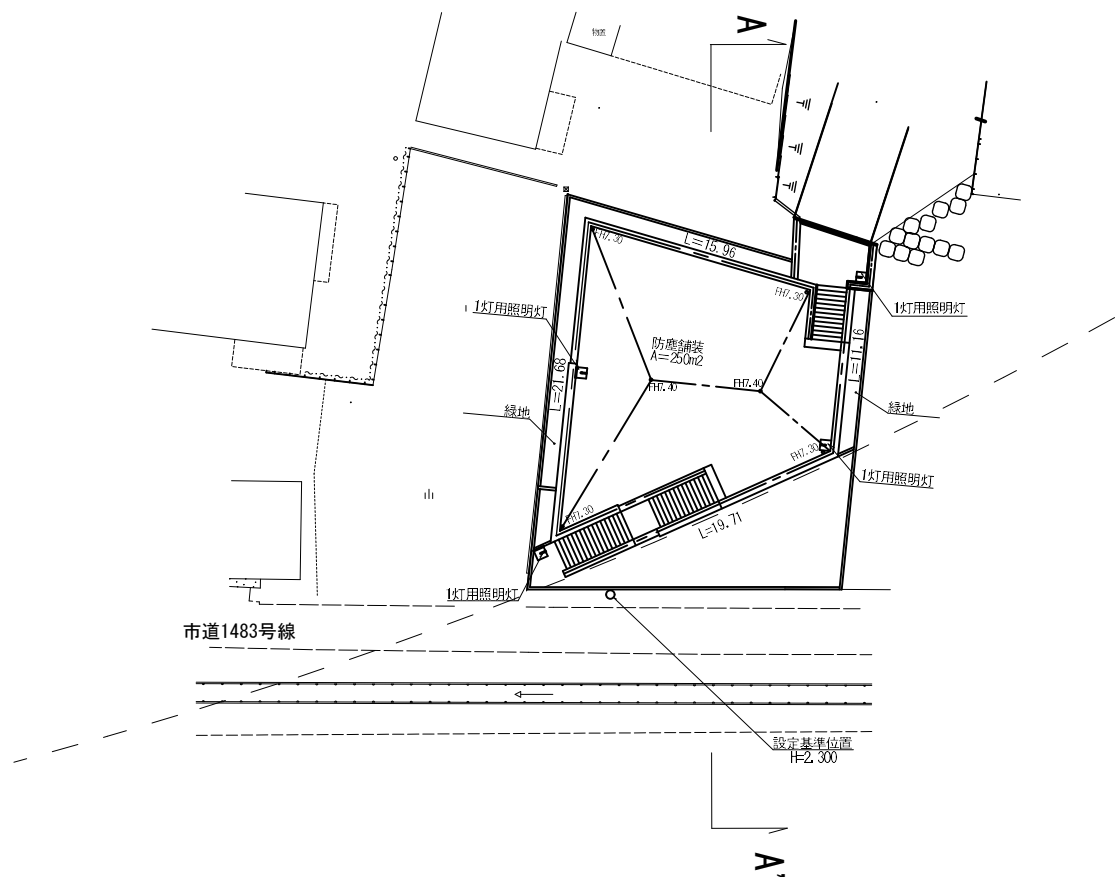 A
物置
L=15.96
FH7.30
FH7.30
1灯用照明灯
1灯用照明灯
防塵舗装
A=250m2
L=21.68
L=11.16
FH7.40
FH7.40
緑地
緑地
FH7.30
1灯用照明灯
FH7.30
L=19.71
1灯用照明灯
市道1483号線
設定基準位置
H=2.300
A'